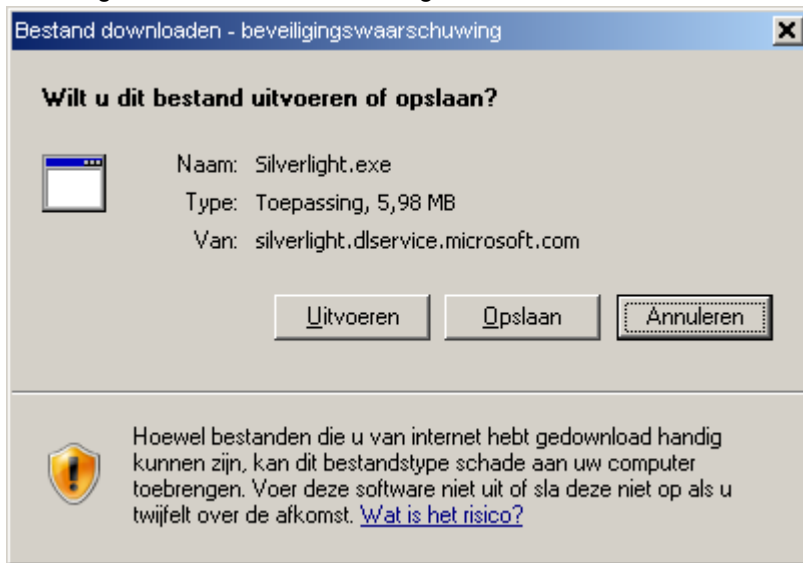 Bestand downloaden - beveiligingswaarschuwing
Wilt u dit bestand uitvoeren of opslaan?
Naam: Silverlight.exe
Type: Toepassing, 5,98 MB
Van: silverlight.dlservice.microsoft.com
Uitvoeren Opslaan Annuleren
Hoewel bestanden die u van internet hebt gedownload handig
kunnen zijn, kan dit bestandstype schade aan uw computer
toebrengen. Voer deze software niet uit of sla deze niet op als u
twijfelt over de afkomst. Wat is het risico?